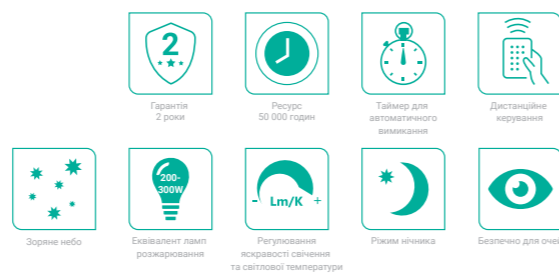 2
Гарантія
2 роки
Ресурс
50 000 годин
Таймер для
автоматичного
вимикання
Дистанційне
керування
Зоряне небо
200-
300W
Еквівалент ламп
розжарювання
- Lm/K +
Регулювання
яскравості свічення
та світлової температури
Ріжим нічника
Безпечно для очей